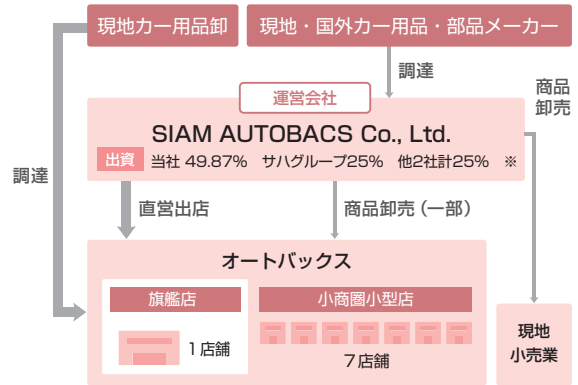 現地カー用品卸
現地・国外カー用品・部品メーカー
調達
商品
卸売
運営会社
SIAM AUTOBACS Co., Ltd.
出資 当社 49.87% サハグループ25% 他2社計25% ※
調達
直営出店
商品卸売（一部）
オートバックス
旗艦店
小商圏小型店
1店舗
7店舗
現地
小売業